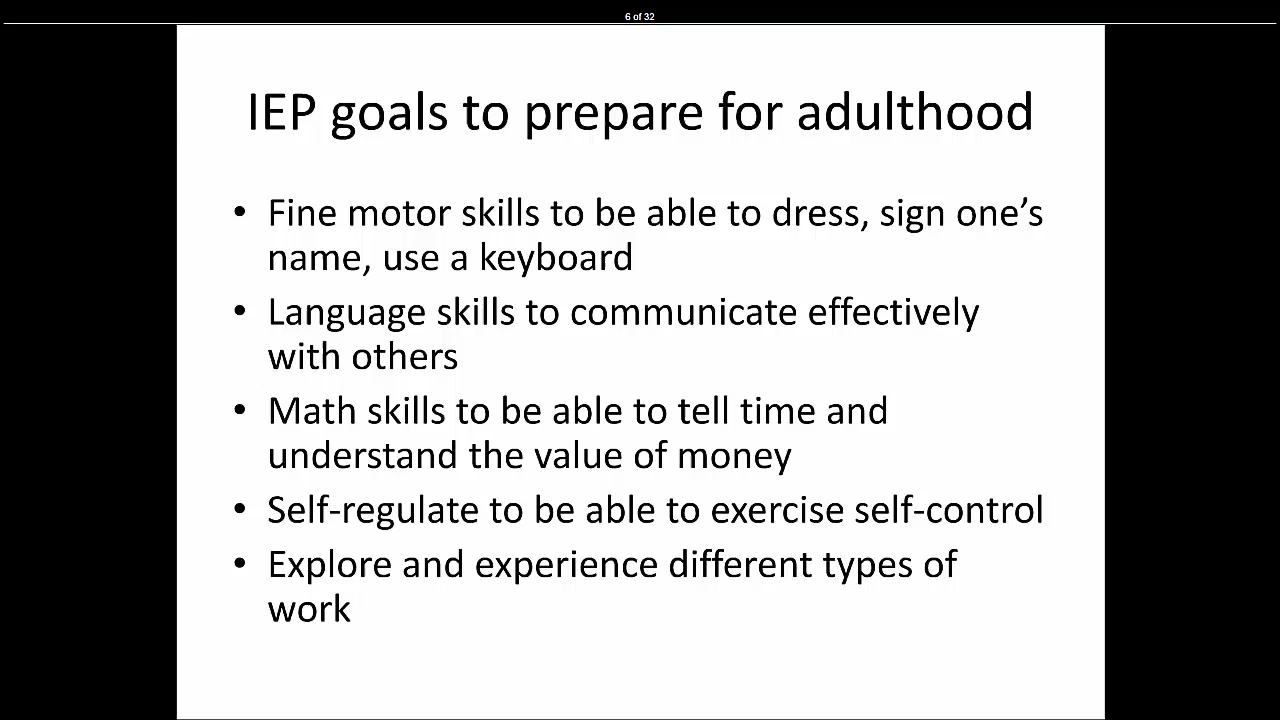 6 of 32
IEP goals to prepare for adulthood
• Fine motor skills to be able to dress, sign one’s
name, use a keyboard
• Language skills to communicate effectively
with others
• Math skills to be able to tell time and
understand the value of money
• Self-regulate to be able to exercise self-control
• Explore and experience different types of
work